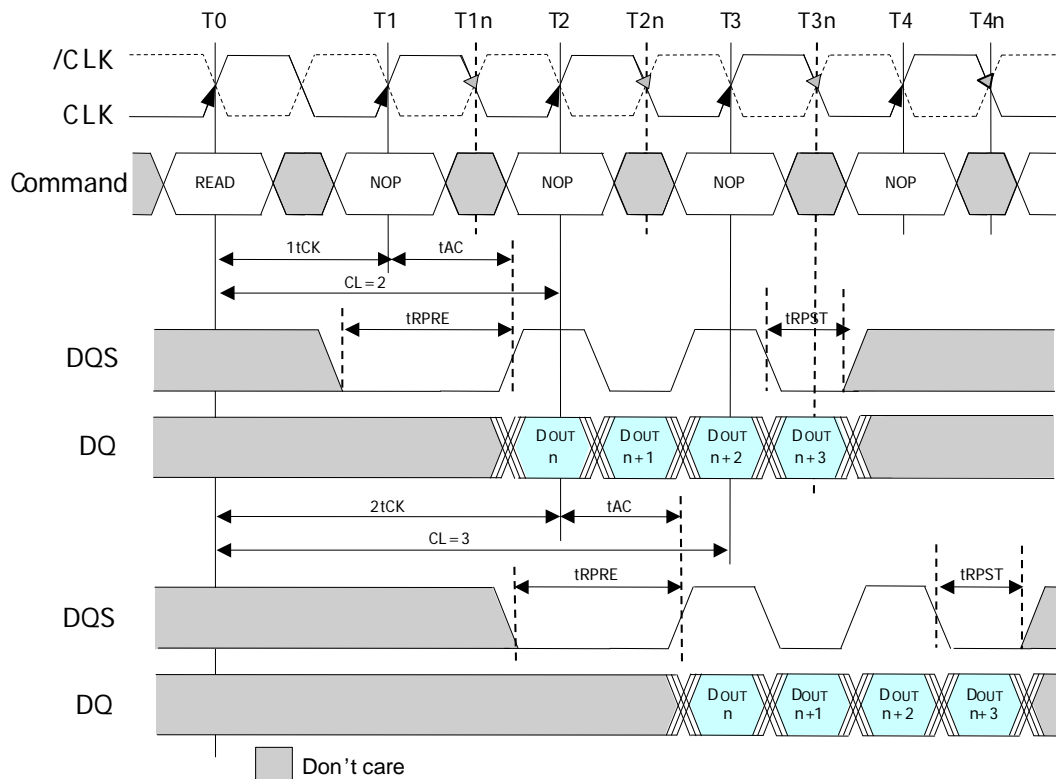 T0 T1 T1n T2 T2n T3 T3n T4 T4n
/CLK
CLK
Command READ NOP NOP NOP NOP
1tCK tAC
CL=2
tRPRE tRPST
DQS
DQ
DOUT n
DOUT n+1
DOUT n+2
DOUT n+3
2tCK tAC
CL=3
tRPRE tRPST
DQS
DQ
DOUT n
DOUT n+1
DOUT n+2
DOUT n+3
Don't care